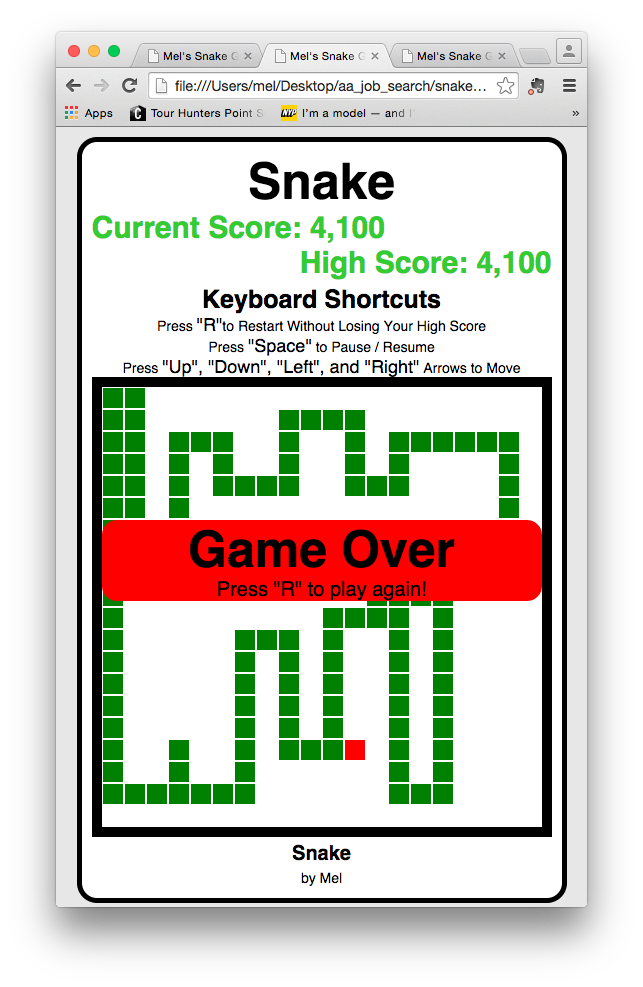 Mel's Snake G
Mel's Snake G
Mel's Snake G
file:///Users/mel/Desktop/aa_job_search/snake…
Apps
Tour Hunters Point S
NYP
I'm a model — and I'
»
Snake
Current Score: 4,100
High Score: 4,100
Keyboard Shortcuts
Press "R"to Restart Without Losing Your High Score
Press "Space" to Pause / Resume
Press "Up", "Down", "Left", and "Right" Arrows to Move
Game Over
Press "R" to play again!
Snake
by Mel